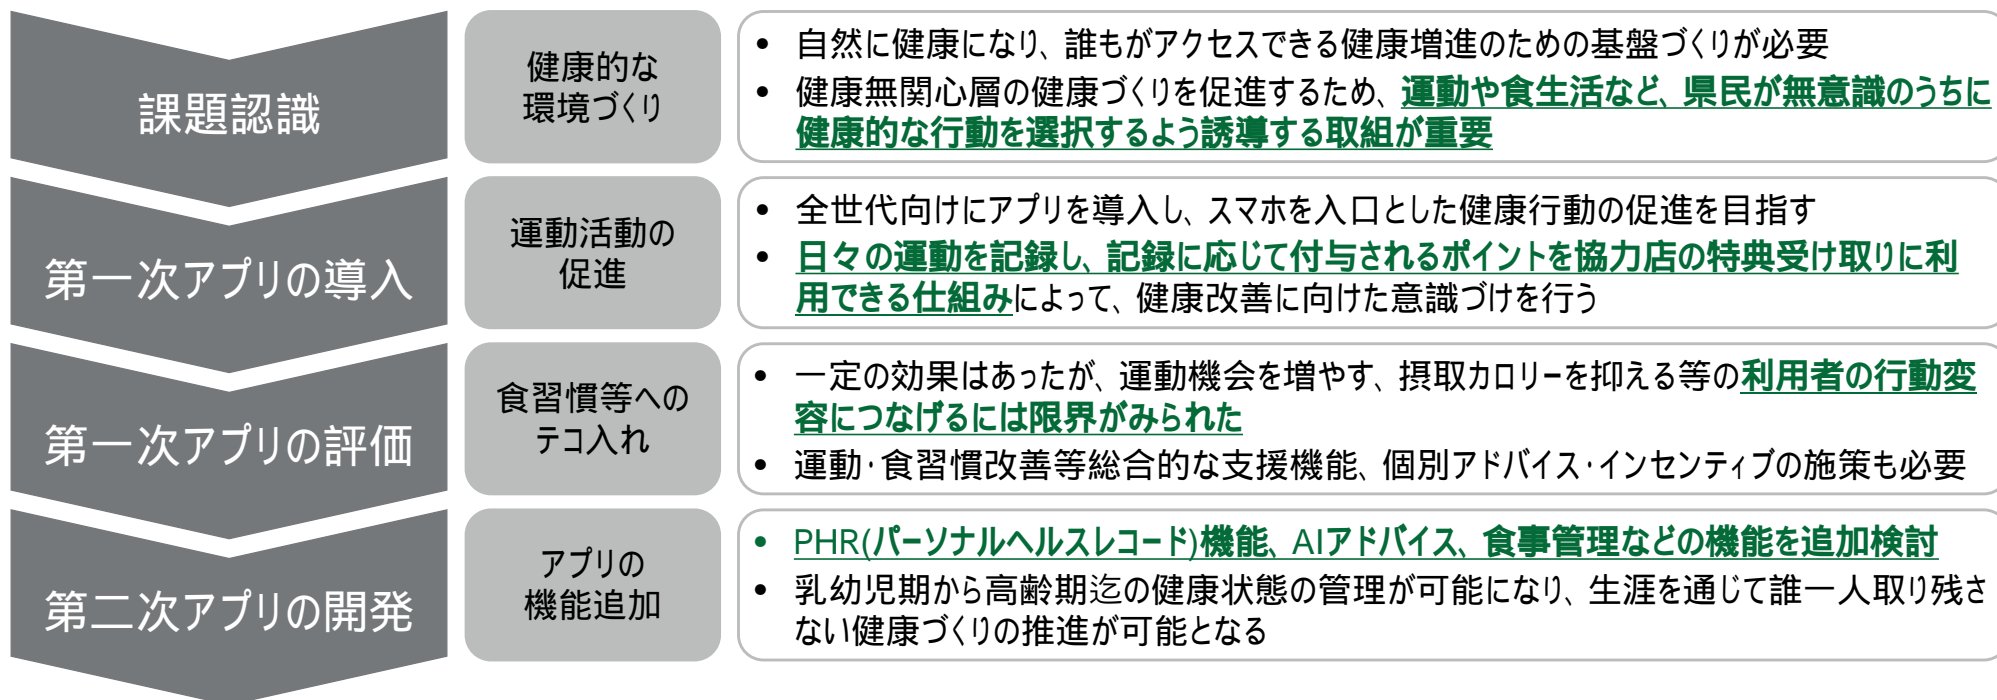 課題認識
健康的な
環境づくり
• 自然に健康になり、誰もがアクセスできる健康増進のための基盤づくりが必要
• 健康無関心層の健康づくりを促進するため、運動や食生活など、県民が無意識のうちに
健康的な行動を選択するよう誘導する取組が重要
第一次アプリの導入
運動活動の
促進
• 全世代向けにアプリを導入し、スマホを入口とした健康行動の促進を目指す
• 日々の運動を記録し、記録に応じて付与されるポイントを協力店の特典受け取りに利
用できる仕組みによって、健康改善に向けた意識づけを行う
第一次アプリの評価
食習慣等への
テコ入れ
• 一定の効果はあったが、運動機会を増やす、摂取カロリーを抑える等の利用者の行動変
容につなげるには限界がみられた
• 運動・食習慣改善等総合的な支援機能、個別アドバイス・インセンティブの施策も必要
第二次アプリの開発
アプリの
機能追加
• PHR(パーソナルヘルスレコード)機能、AIアドバイス、食事管理などの機能を追加検討
• 乳幼児期から高齢期迄の健康状態の管理が可能になり、生涯を通じて誰一人取り残さ
ない健康づくりの推進が可能となる